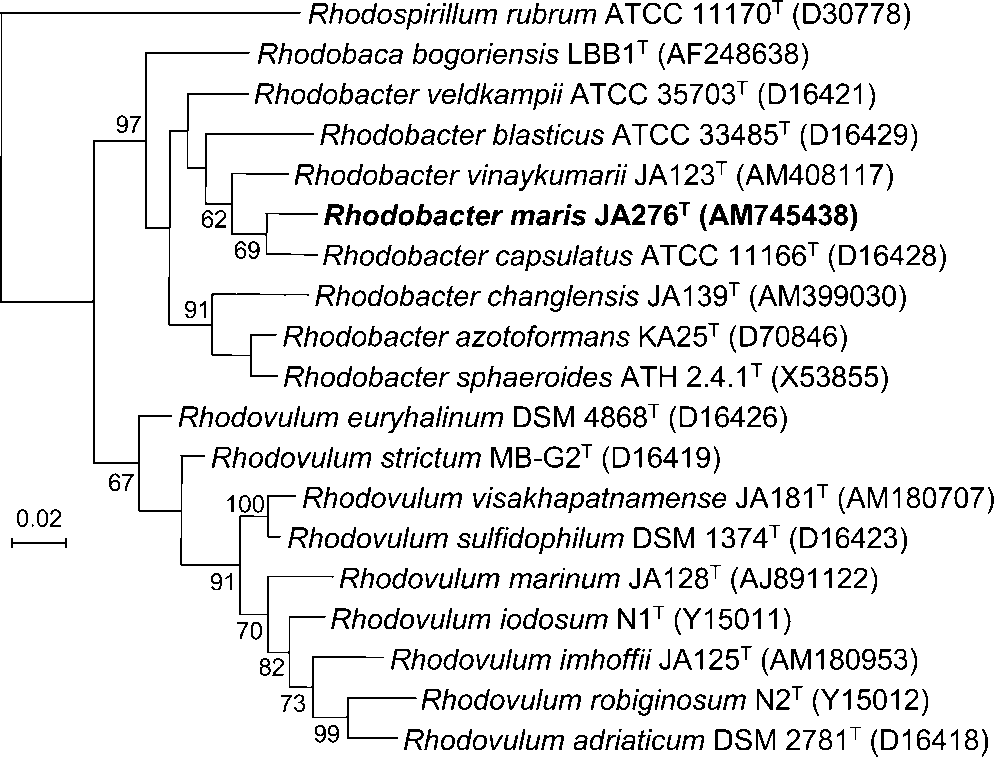 Rhodospirillum rubrum ATCC 11170ᵀ (D30778)
Rhodobaca bogoriensis LBB1ᵀ (AF248638)
Rhodobacter veldkampii ATCC 35703ᵀ (D16421)
97
Rhodobacter blasticus ATCC 33485ᵀ (D16429)
Rhodobacter vinaykumarii JA123ᵀ (AM408117)
Rhodobacter maris JA276ᵀ (AM745438)
62
69
Rhodobacter capsulatus ATCC 11166ᵀ (D16428)
Rhodobacter changlensis JA139ᵀ (AM399030)
91
Rhodobacter azotoformans KA25ᵀ (D70846)
Rhodobacter sphaeroides ATH 2.4.1ᵀ (X53855)
Rhodovulum euryhalinum DSM 4868ᵀ (D16426)
Rhodovulum strictum MB-G2ᵀ (D16419)
67
Rhodovulum visakhapatnamense JA181ᵀ (AM180707)
100
0.02
Rhodovulum sulfidophilum DSM 1374ᵀ (D16423)
Rhodovulum marinum JA128ᵀ (AJ891122)
91
Rhodovulum iodosum N1ᵀ (Y15011)
70
Rhodovulum imhoffii JA125ᵀ (AM180953)
82
Rhodovulum robiginosum N2ᵀ (Y15012)
73
99
Rhodovulum adriaticum DSM 2781ᵀ (D16418)